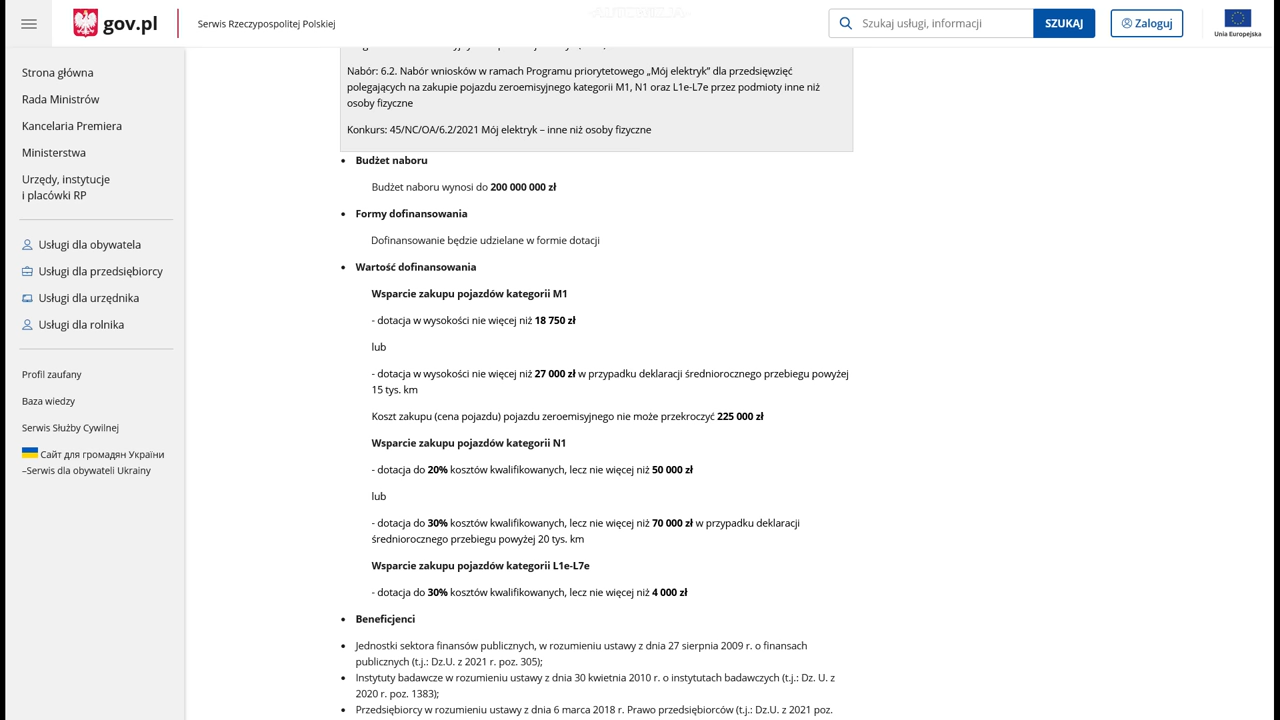 gov.pl
Serwis Rzeczypospolitej Polskiej
Szukaj usługi, informacji
SZUKAJ
Zaloguj
Unia Europejska
Strona główna
Rada Ministrów
Kancelaria Premiera
Ministerstwa
Urzędy, instytucje
i placówki RP
Usługi dla obywatela
Usługi dla przedsiębiorcy
Usługi dla urzędnika
Usługi dla rolnika
Profil zaufany
Baza wiedzy
Serwis Służby Cywilnej
Сайт для громадян України
–Serwis dla obywateli Ukrainy
Nabór: 6.2. Nabór wniosków w ramach Programu priorytetowego „Mój elektryk” dla przedsięwzięć
polegających na zakupie pojazdu zeroemisyjnego kategorii M1, N1 oraz L1e-L7e przez podmioty inne niż
osoby fizyczne
Konkurs: 45/NC/OA/6.2/2021 Mój elektryk – inne niż osoby fizyczne
• Budżet naboru
Budżet naboru wynosi do 200 000 000 zł
• Formy dofinansowania
Dofinansowanie będzie udzielane w formie dotacji
• Wartość dofinansowania
Wsparcie zakupu pojazdów kategorii M1
- dotacja w wysokości nie więcej niż 18 750 zł
lub
- dotacja w wysokości nie więcej niż 27 000 zł w przypadku deklaracji średniorocznego przebiegu powyżej
15 tys. km
Koszt zakupu (cena pojazdu) pojazdu zeroemisyjnego nie może przekroczyć 225 000 zł
Wsparcie zakupu pojazdów kategorii N1
- dotacja do 20% kosztów kwalifikowanych, lecz nie więcej niż 50 000 zł
lub
- dotacja do 30% kosztów kwalifikowanych, lecz nie więcej niż 70 000 zł w przypadku deklaracji
średniorocznego przebiegu powyżej 20 tys. km
Wsparcie zakupu pojazdów kategorii L1e-L7e
- dotacja do 30% kosztów kwalifikowanych, lecz nie więcej niż 4 000 zł
• Beneficjenci
• Jednostki sektora finansów publicznych, w rozumieniu ustawy z dnia 27 sierpnia 2009 r. o finansach
publicznych (t.j.: Dz.U. z 2021 r. poz. 305);
• Instytuty badawcze w rozumieniu ustawy z dnia 30 kwietnia 2010 r. o instytutach badawczych (t.j.: Dz. U. z
2020 r. poz. 1383);
• Przedsiębiorcy w rozumieniu ustawy z dnia 6 marca 2018 r. Prawo przedsiębiorców (t.j.: Dz.U. z 2021 poz.